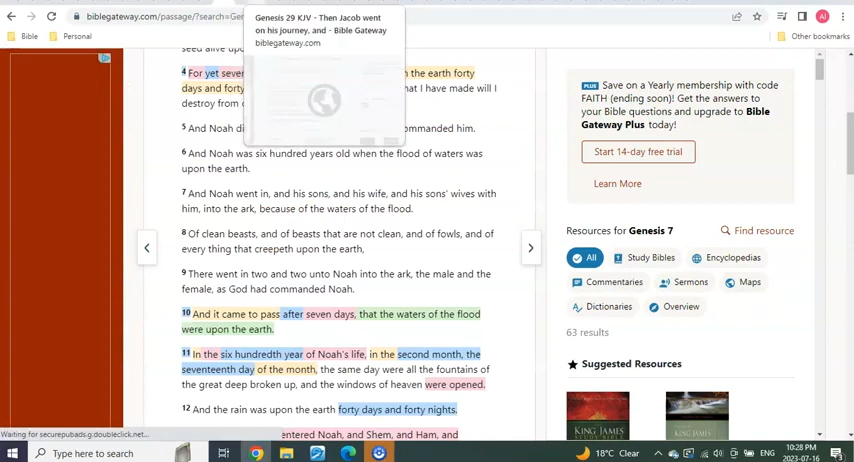 biblegateway.com/passage/?search=Ger
AI
Bible
Personal
Other bookmarks
Genesis 29 KJV - Then Jacob went
on his journey, and - Bible Gateway
biblegateway.com
seed alive upo
4 For yet seven
the earth forty
days and forty
hat I have made will I
destroy from o
5 And Noah di
commanded him.
6 And Noah was six hundred years old when the flood of waters was
upon the earth.
7 And Noah went in, and his sons, and his wife, and his sons' wives with
him, into the ark, because of the waters of the flood.
8 Of clean beasts, and of beasts that are not clean, and of fowls, and of
every thing that creepeth upon the earth,
9 There went in two and two unto Noah into the ark, the male and the
female, as God had commanded Noah.
10 And it came to pass after seven days, that the waters of the flood
were upon the earth.
11 In the six hundredth year of Noah's life, in the second month, the
seventeenth day of the month, the same day were all the fountains of
the great deep broken up, and the windows of heaven were opened.
12 And the rain was upon the earth forty days and forty nights.
entered Noah, and Shem, and Ham, and
PLUS Save on a Yearly membership with code
FAITH (ending soon)! Get the answers to
your Bible questions and upgrade to Bible
Gateway Plus today!
Start 14-day free trial
Learn More
Resources for Genesis 7
Find resource
All
Study Bibles
Encyclopedias
Commentaries
Sermons
Maps
Dictionaries
Overview
63 results
Suggested Resources
KING JAMES
KING JAMES
Waiting for securepubads.g.doubleclick.net...
Type here to search
18°C Clear
ENG
10:28 PM
2023-07-16
3